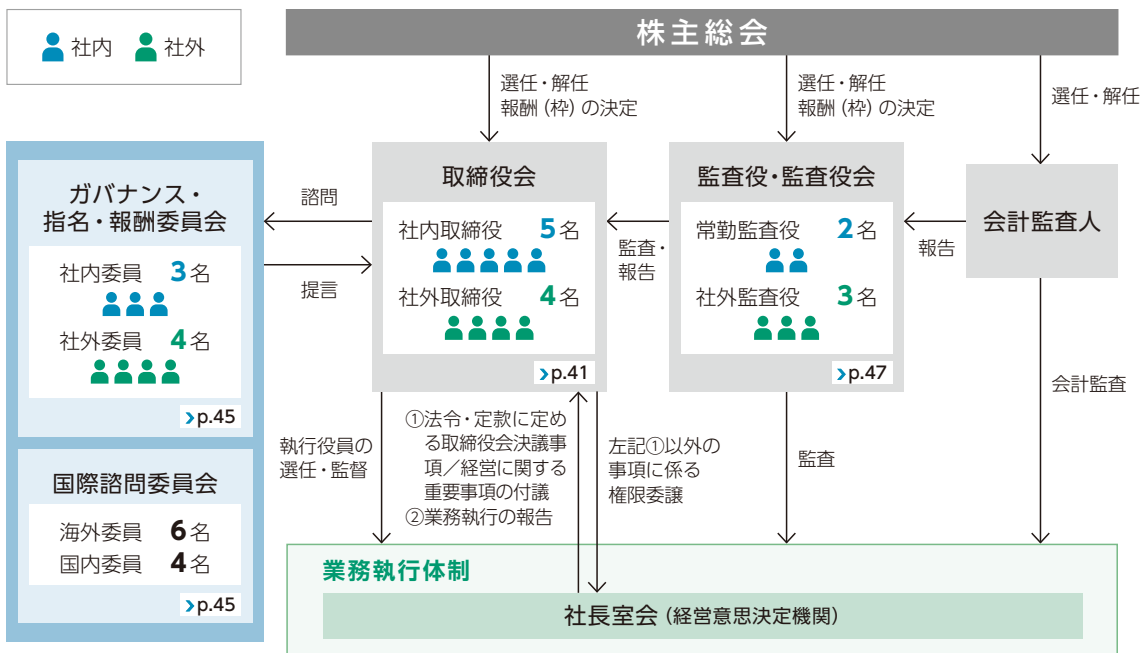 社内 社外
株主総会
選任・解任
報酬（枠）の決定
選任・解任
報酬（枠）の決定
選任・解任
ガバナンス・
指名・報酬委員会
社内委員 3名
社外委員 4名
p.45
諮問
提言
取締役会
社内取締役 5名
社外取締役 4名
p.41
監査・
報告
監査役・監査役会
常勤監査役 2名
社外監査役 3名
p.47
報告
会計監査人
国際諮問委員会
海外委員 6名
国内委員 4名
p.45
執行役員の
選任・監督
①法令・定款に定め
る取締役会決議事
項／経営に関する
重要事項の付議
②業務執行の報告
左記①以外の
事項に係る
権限委譲
監査
会計監査
業務執行体制
社長室会（経営意思決定機関）